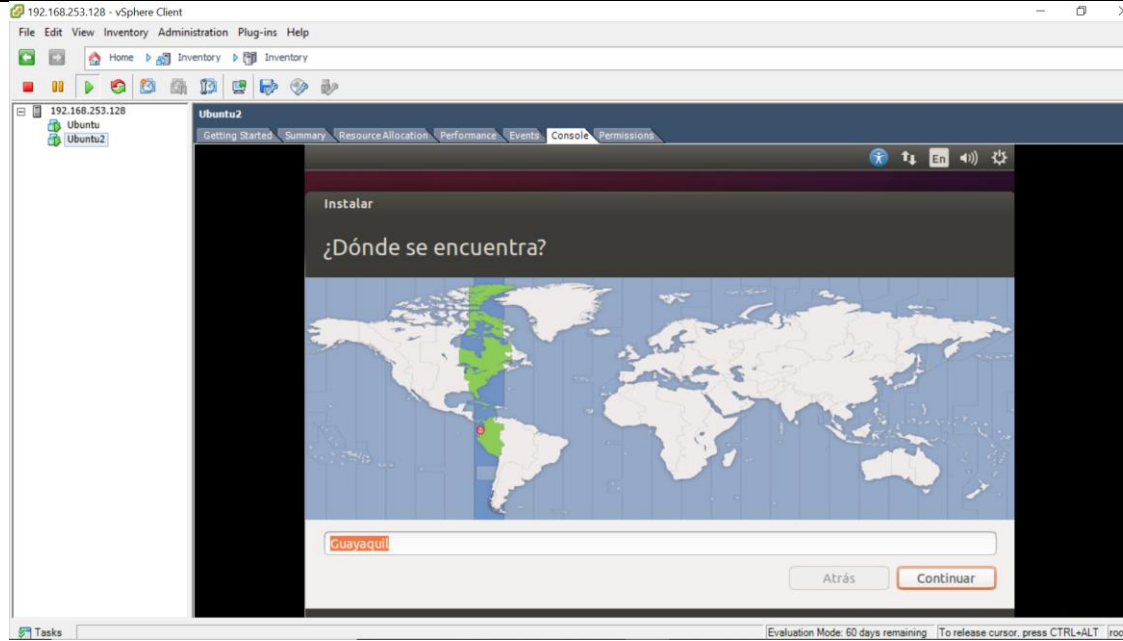 192.168.253.128 - vSphere Client
File Edit View Inventory Administration Plug-ins Help
Home Inventory Inventory
192.168.253.128
Ubuntu
Ubuntu2
Ubuntu2
Getting Started Summary Resource Allocation Performance Events Console Permissions
En
Instalar
¿Dónde se encuentra?
Guayaquil
Atrás Continuar
Tasks Evaluation Mode: 60 days remaining To release cursor, press CTRL+ALT